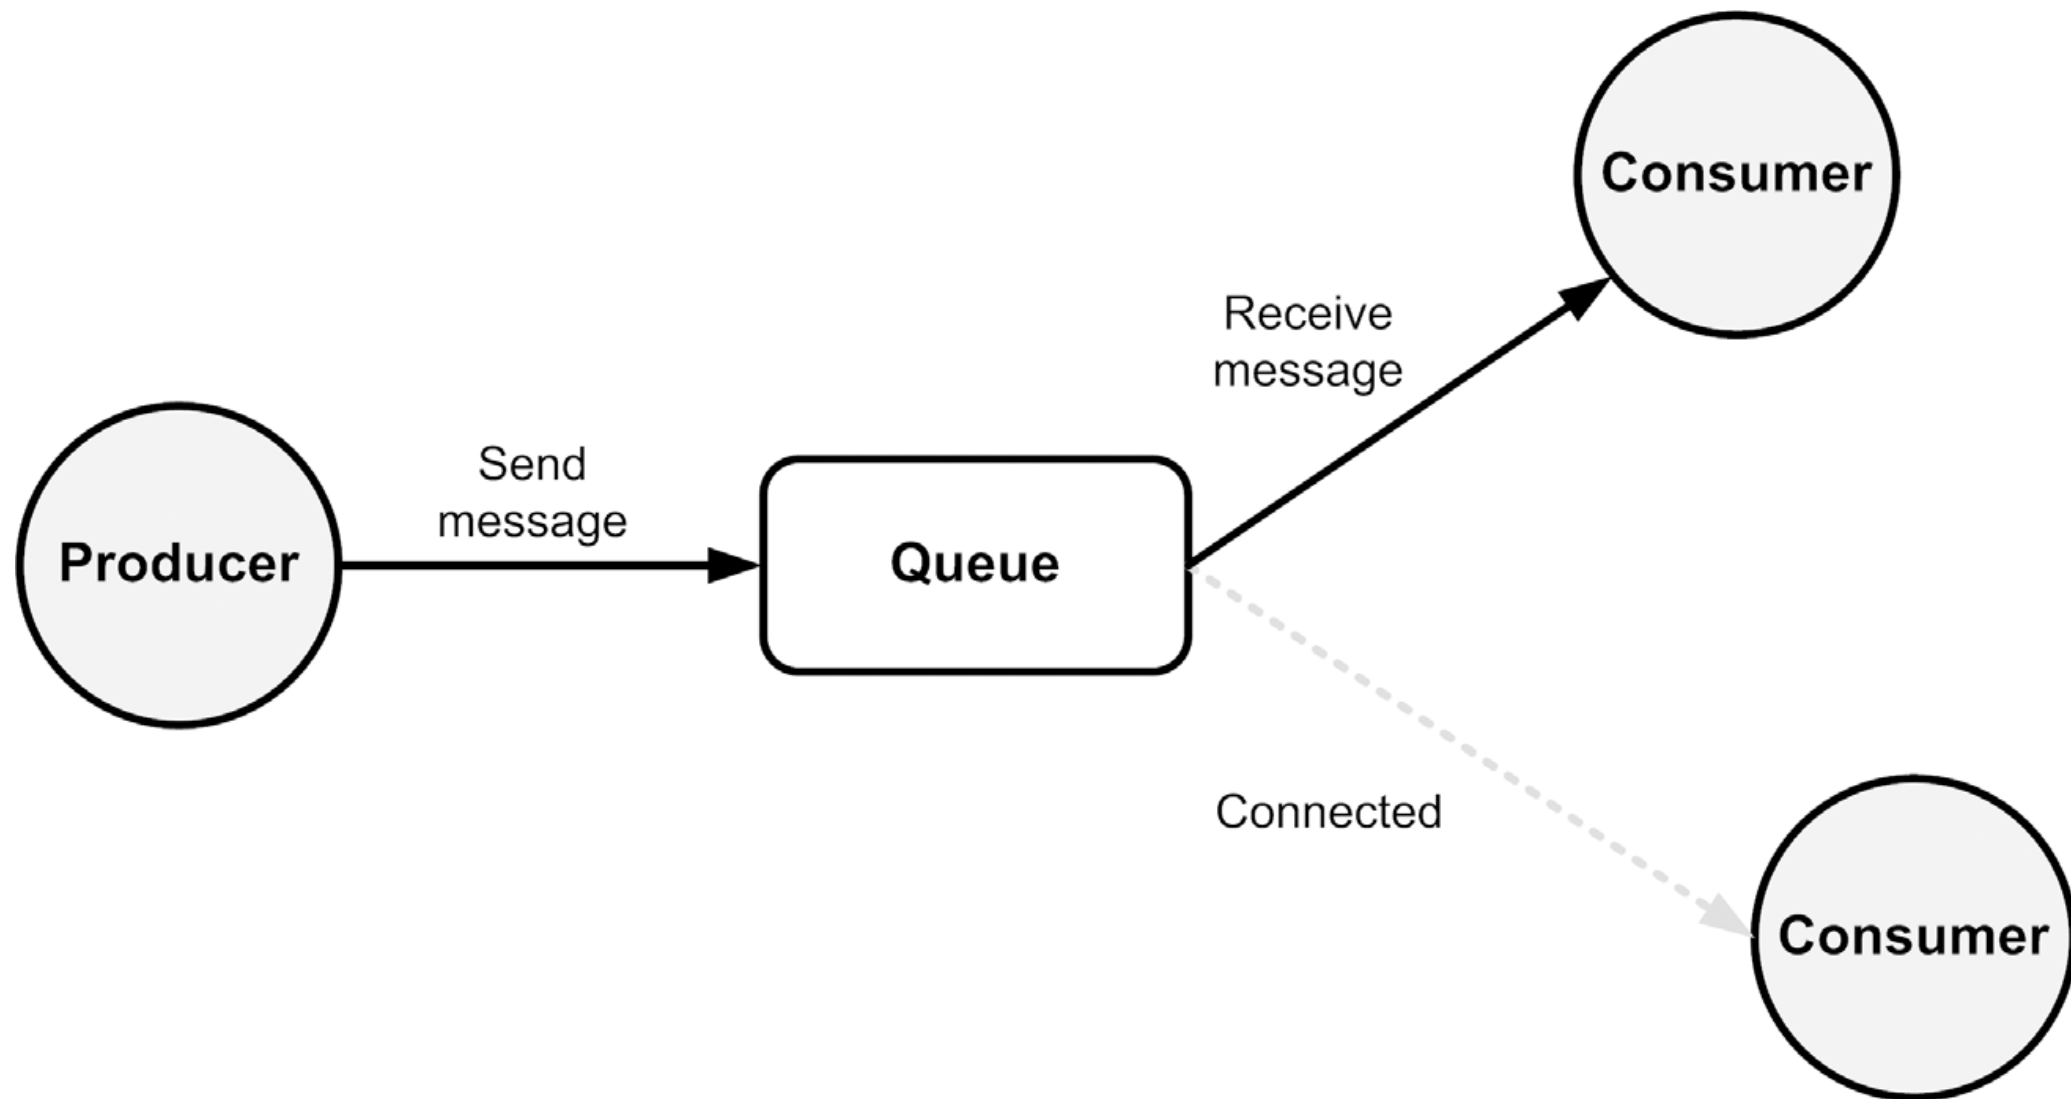 Consumer
Receive
message
Send
message
Producer
Queue
Connected
Consumer